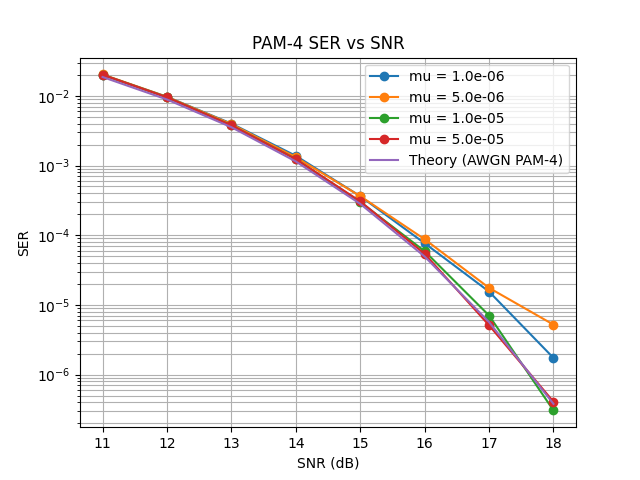 PAM-4 SER vs SNR
mu = 1.0e-06
mu = 5.0e-06
mu = 1.0e-05
mu = 5.0e-05
Theory (AWGN PAM-4)
SER
10⁻²
10⁻³
10⁻⁴
10⁻⁵
10⁻⁶
11 12 13 14 15 16 17 18
SNR (dB)